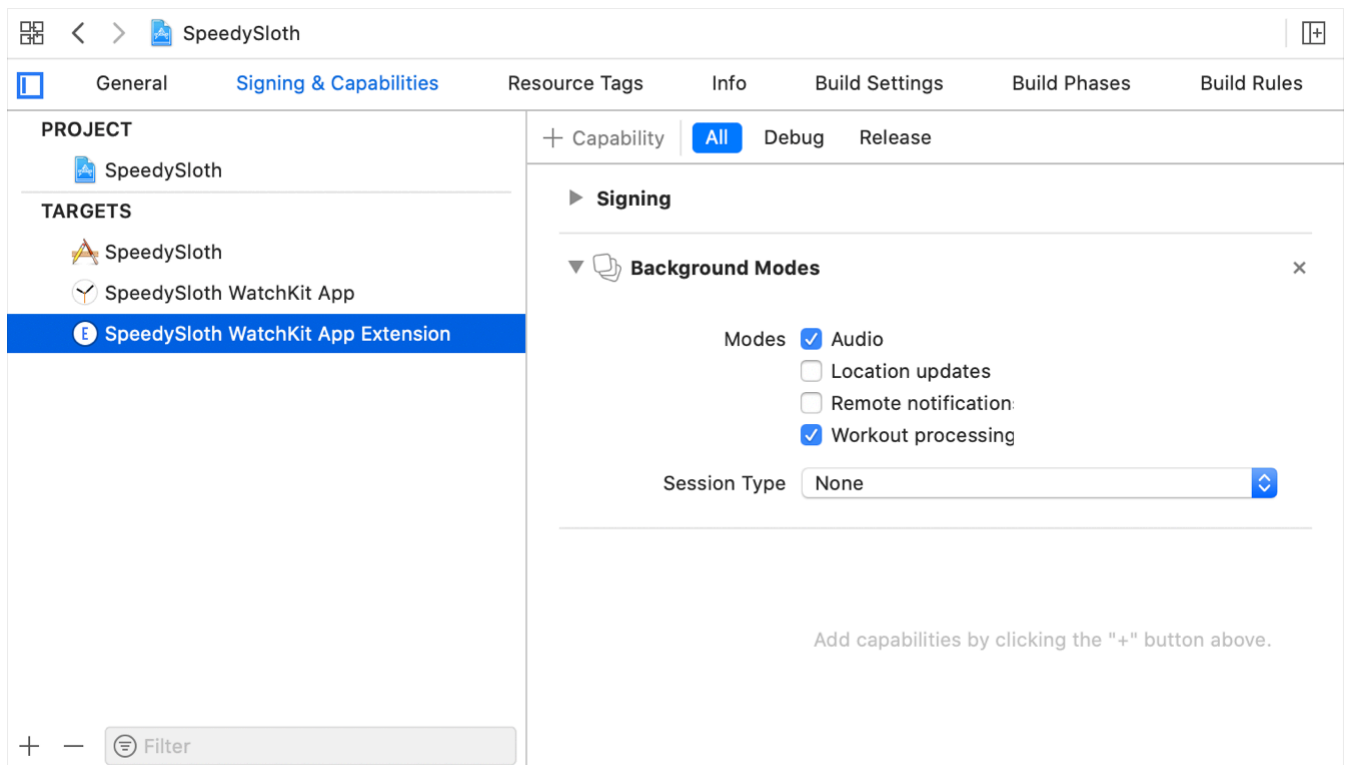 SpeedySloth
General Signing & Capabilities Resource Tags Info Build Settings Build Phases Build Rules
PROJECT
SpeedySloth
TARGETS
SpeedySloth
SpeedySloth WatchKit App
E SpeedySloth WatchKit App Extension
Filter
+ Capability All Debug Release
Signing
Background Modes
Modes Audio
Location updates
Remote notification
Workout processing
Session Type None
Add capabilities by clicking the "+" button above.